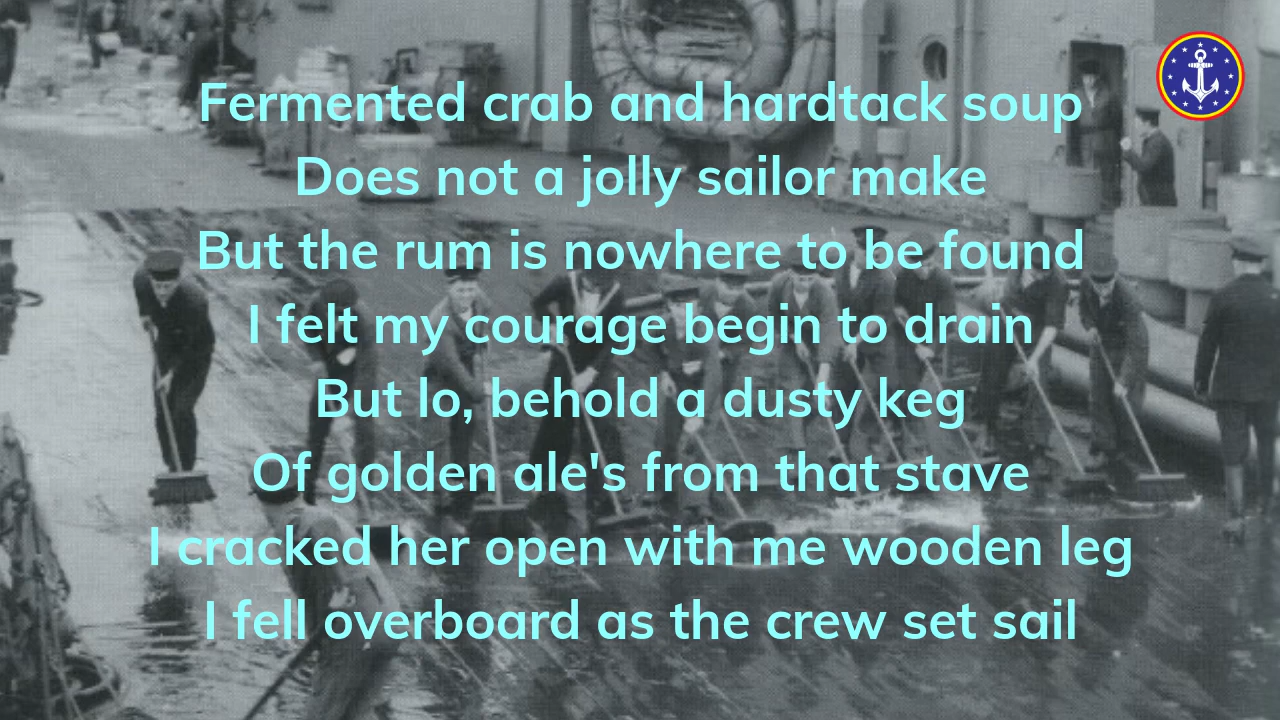 Fermented crab and hardtack soup
Does not a jolly sailor make
But the rum is nowhere to be found
I felt my courage begin to drain
But lo, behold a dusty keg
Of golden ale's from that stave
I cracked her open with me wooden leg
I fell overboard as the crew set sail